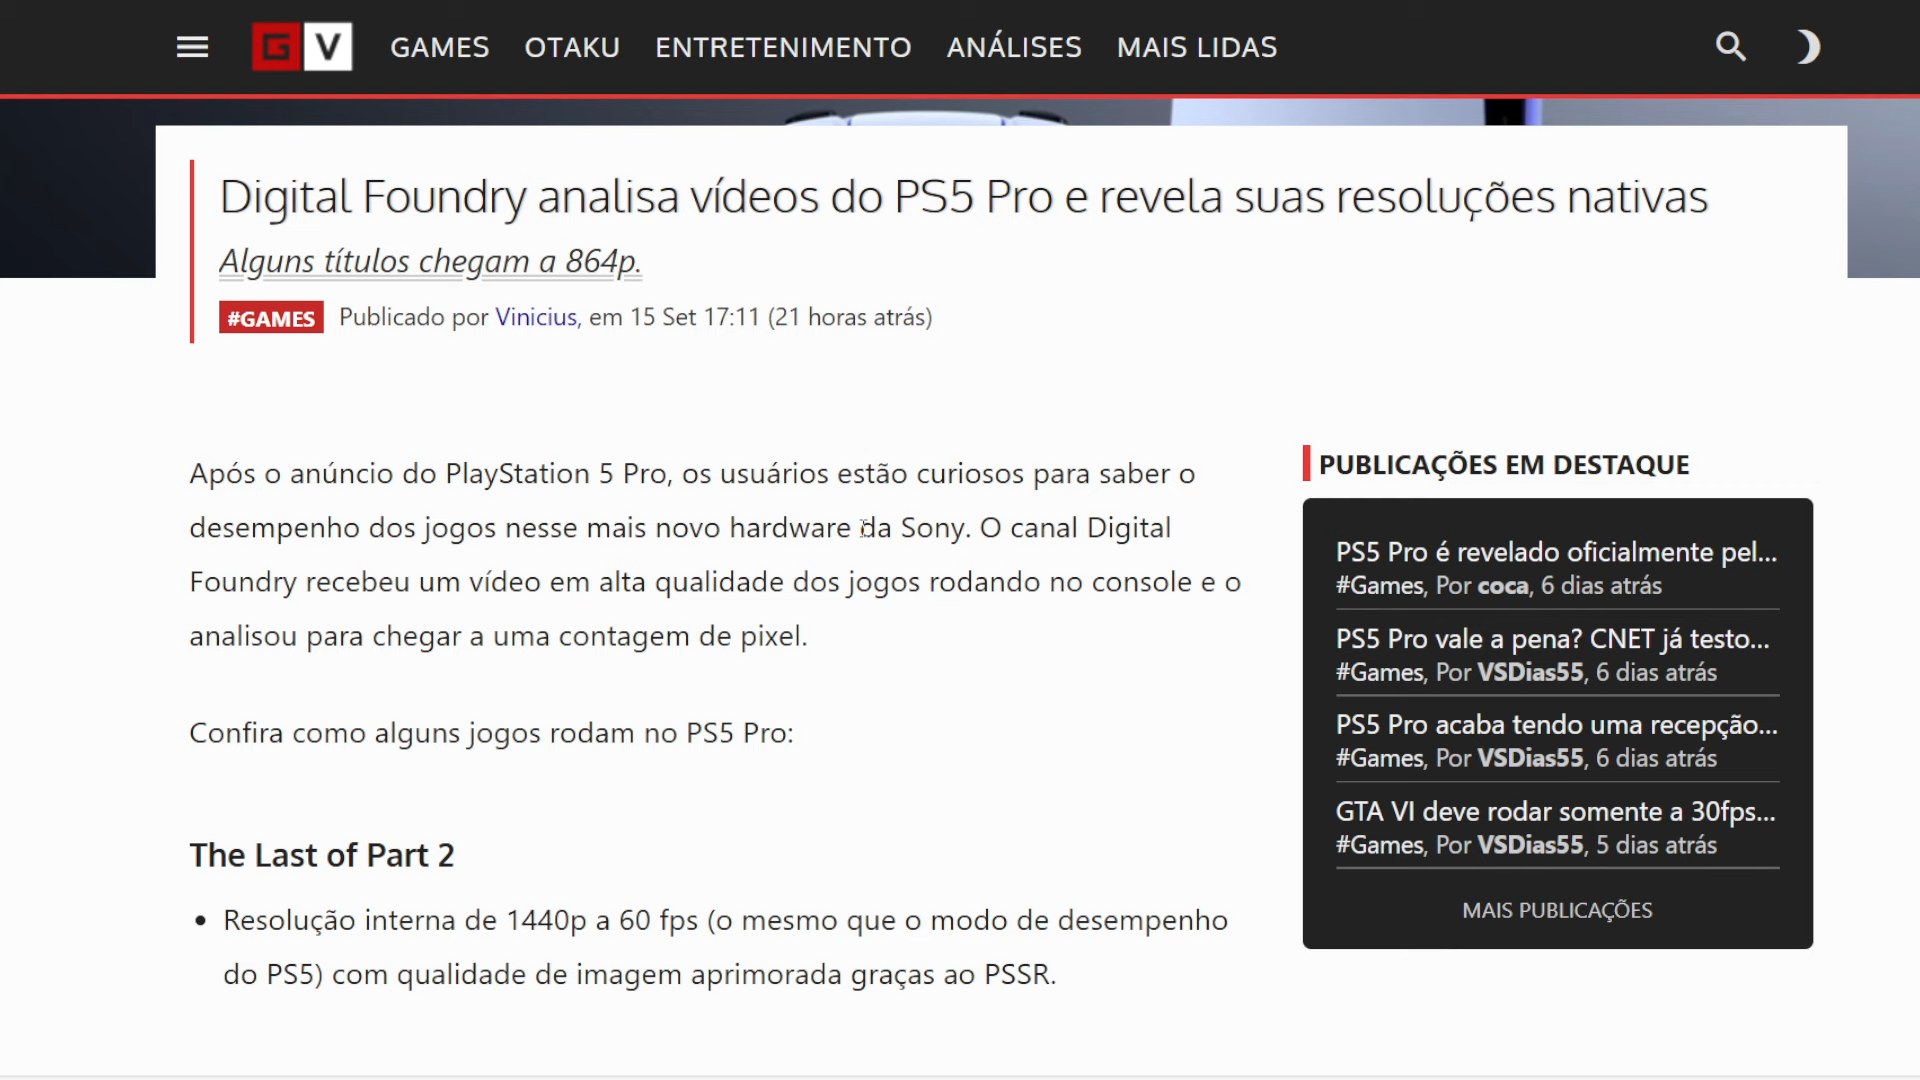 G V GAMES OTAKU ENTRETENIMENTO ANÁLISES MAIS LIDAS
Digital Foundry analisa vídeos do PS5 Pro e revela suas resoluções nativas
Alguns títulos chegam a 864p.
#GAMES Publicado por Vinicius, em 15 Set 17:11 (21 horas atrás)
Após o anúncio do PlayStation 5 Pro, os usuários estão curiosos para saber o
desempenho dos jogos nesse mais novo hardware da Sony. O canal Digital
Foundry recebeu um vídeo em alta qualidade dos jogos rodando no console e o
analisou para chegar a uma contagem de pixel.
Confira como alguns jogos rodam no PS5 Pro:
The Last of Part 2
• Resolução interna de 1440p a 60 fps (o mesmo que o modo de desempenho
do PS5) com qualidade de imagem aprimorada graças ao PSSR.
PUBLICAÇÕES EM DESTAQUE
PS5 Pro é revelado oficialmente pel...
#Games, Por coca, 6 dias atrás
PS5 Pro vale a pena? CNET já testo...
#Games, Por VSDias55, 6 dias atrás
PS5 Pro acaba tendo uma recepção...
#Games, Por VSDias55, 6 dias atrás
GTA VI deve rodar somente a 30fps...
#Games, Por VSDias55, 5 dias atrás
MAIS PUBLICAÇÕES